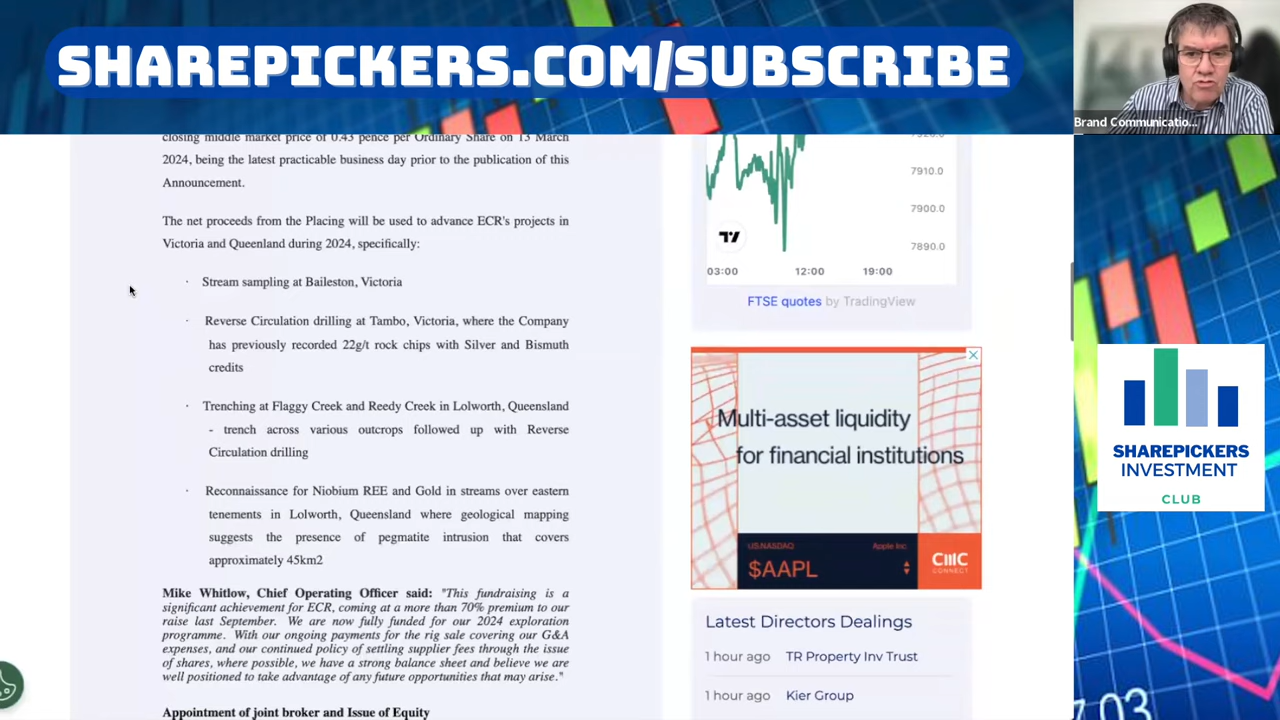 SHAREPICKERS.COM/SUBSCRIBE
Brand Communicatio...
closing middle market price of 0.43 pence per Ordinary Share on 13 March
2024, being the latest practicable business day prior to the publication of this
Announcement.
The net proceeds from the Placing will be used to advance ECR's projects in
Victoria and Queenland during 2024, specifically:
· Stream sampling at Baileston, Victoria
· Reverse Circulation drilling at Tambo, Victoria, where the Company
has previously recorded 22g/t rock chips with Silver and Bismuth
credits
· Trenching at Flaggy Creek and Reedy Creek in Lolworth, Queensland
- trench across various outcrops followed up with Reverse
Circulation drilling
· Reconnaissance for Niobium REE and Gold in streams over eastern
tenements in Lolworth, Queensland where geological mapping
suggests the presence of pegmatite intrusion that covers
approximately 45km2
Mike Whitlow, Chief Operating Officer said: "This fundraising is a
significant achievement for ECR, coming at a more than 70% premium to our
raise last September. We are now fully funded for our 2024 exploration
programme. With our ongoing payments for the rig sale covering our G&A
expenses, and our continued policy of settling supplier fees through the issue
of shares, where possible, we have a strong balance sheet and believe we are
well positioned to take advantage of any future opportunities that may arise."
Appointment of joint broker and Issue of Equity
7910.0
7900.0
7890.0
03:00 12:00 19:00
FTSE quotes by TradingView
Multi-asset liquidity
for financial institutions
US.NASDAQ Apple Inc
$AAPL
CMC
CONNECT
Latest Directors Dealings
1 hour ago TR Property Inv Trust
1 hour ago Kier Group
SHAREPICKERS
INVESTMENT
CLUB